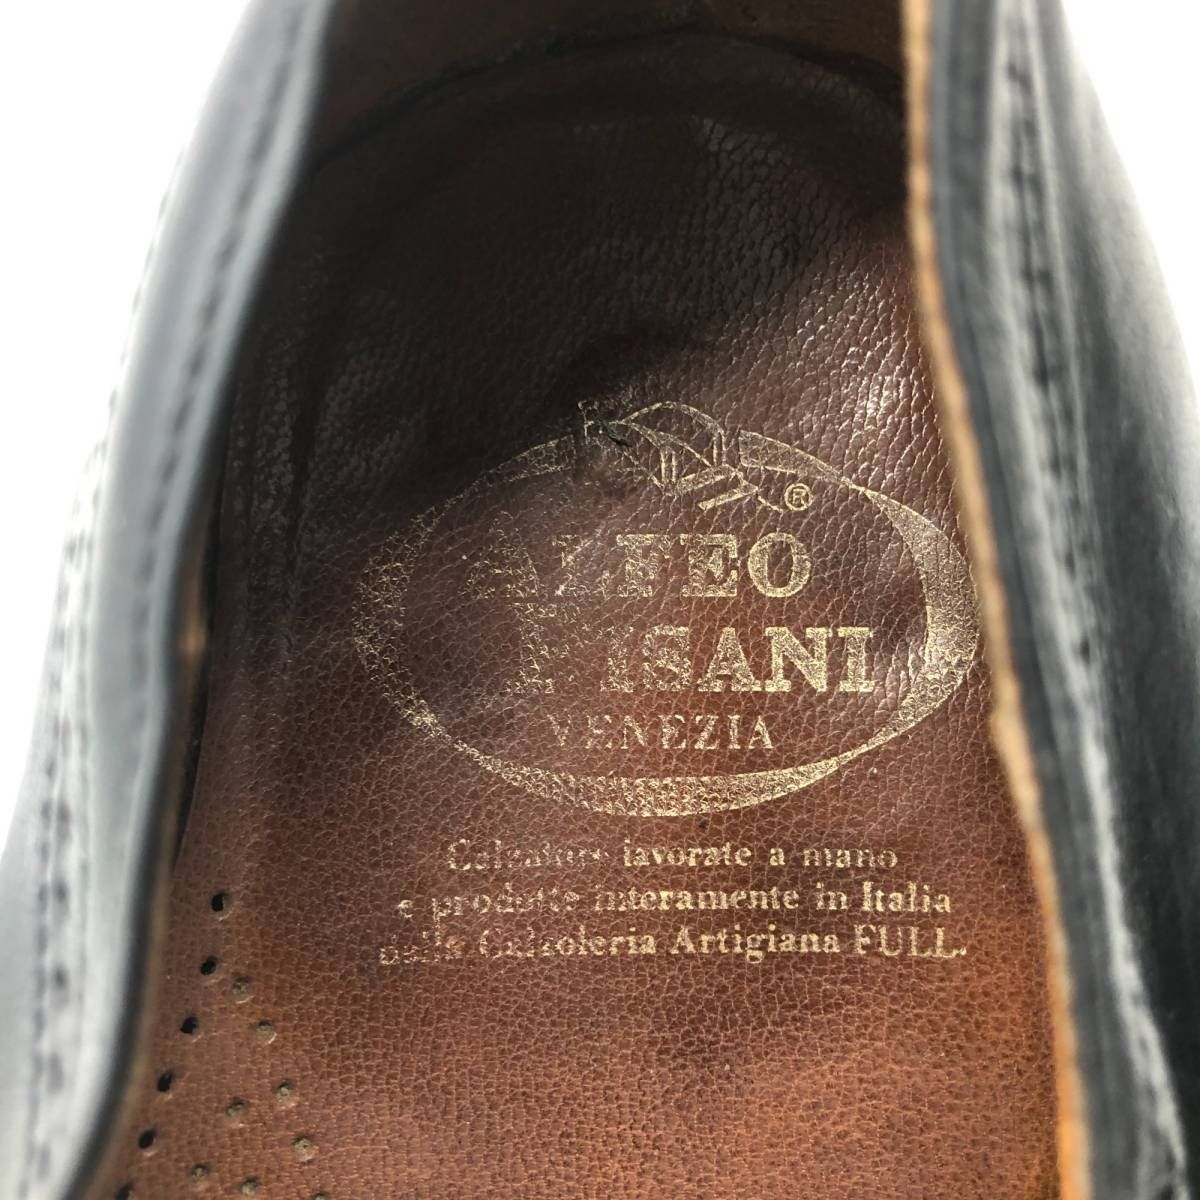 ®
ALFEO
PISANI
VENEZIA
Calzature lavorate a mano
e prodotte interamente in Italia
dalla Calzoleria Artigiana FULL.